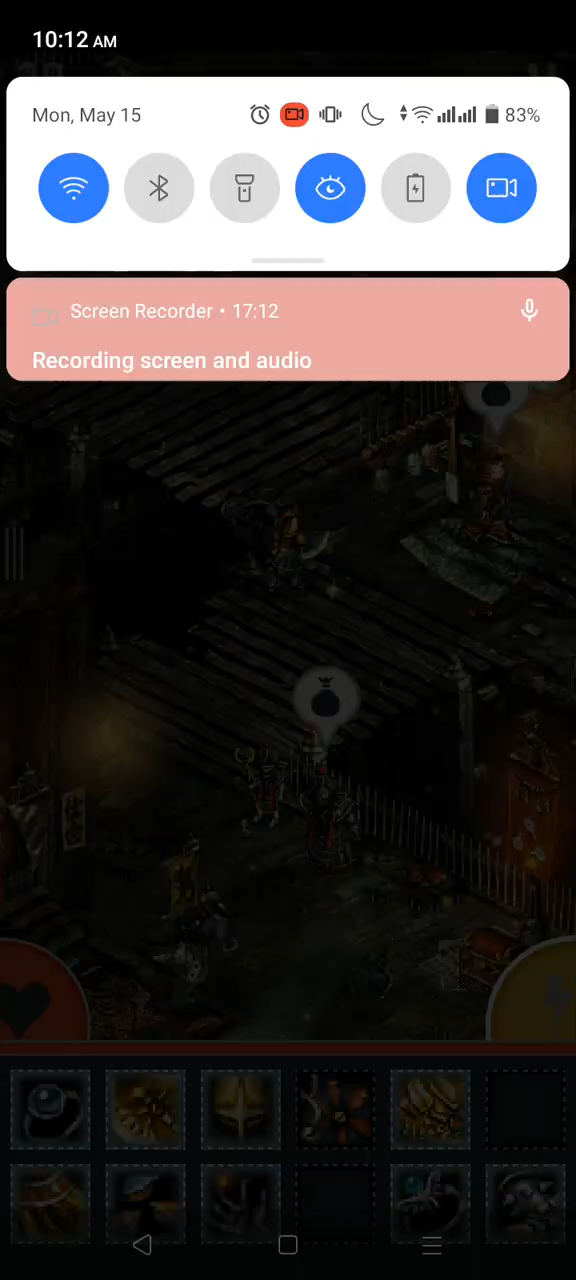 10:12 AM
Mon, May 15
83%
Screen Recorder • 17:12
Recording screen and audio